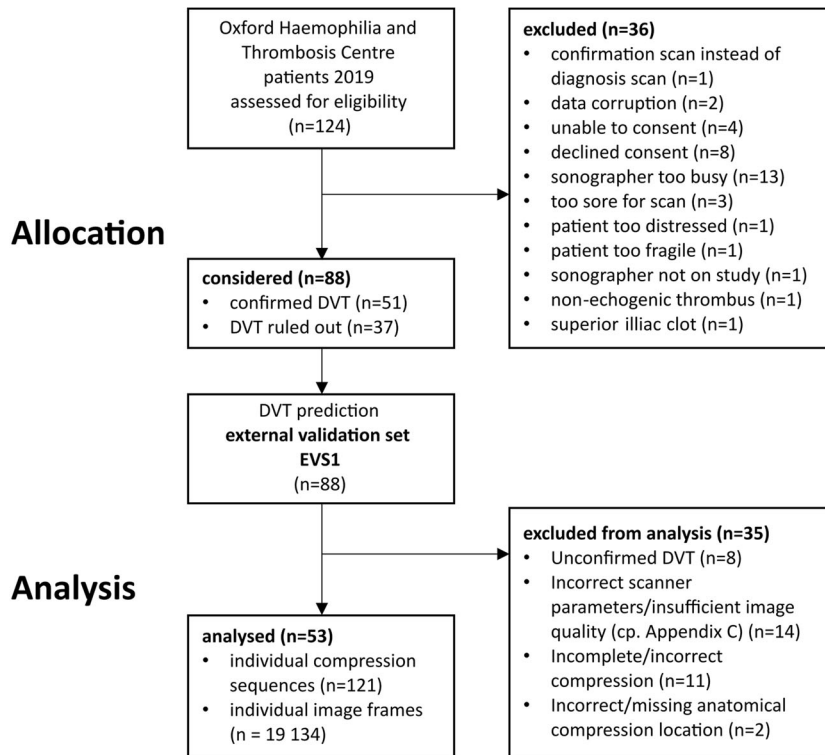 Oxford Haemophilia and
Thrombosis Centre
patients 2019
assessed for eligibility
(n=124)
excluded (n=36)
• confirmation scan instead of
diagnosis scan (n=1)
• data corruption (n=2)
• unable to consent (n=4)
• declined consent (n=8)
• sonographer too busy (n=13)
• too sore for scan (n=3)
• patient too distressed (n=1)
• patient too fragile (n=1)
• sonographer not on study (n=1)
• non-echogenic thrombus (n=1)
• superior illiac clot (n=1)
Allocation
considered (n=88)
• confirmed DVT (n=51)
• DVT ruled out (n=37)
DVT prediction
external validation set
EVS1
(n=88)
excluded from analysis (n=35)
• Unconfirmed DVT (n=8)
• Incorrect scanner
parameters/insufficient image
quality (cp. Appendix C) (n=14)
• Incomplete/incorrect
compression (n=11)
• Incorrect/missing anatomical
compression location (n=2)
Analysis
analysed (n=53)
• individual compression
sequences (n=121)
• individual image frames
(n = 19 134)